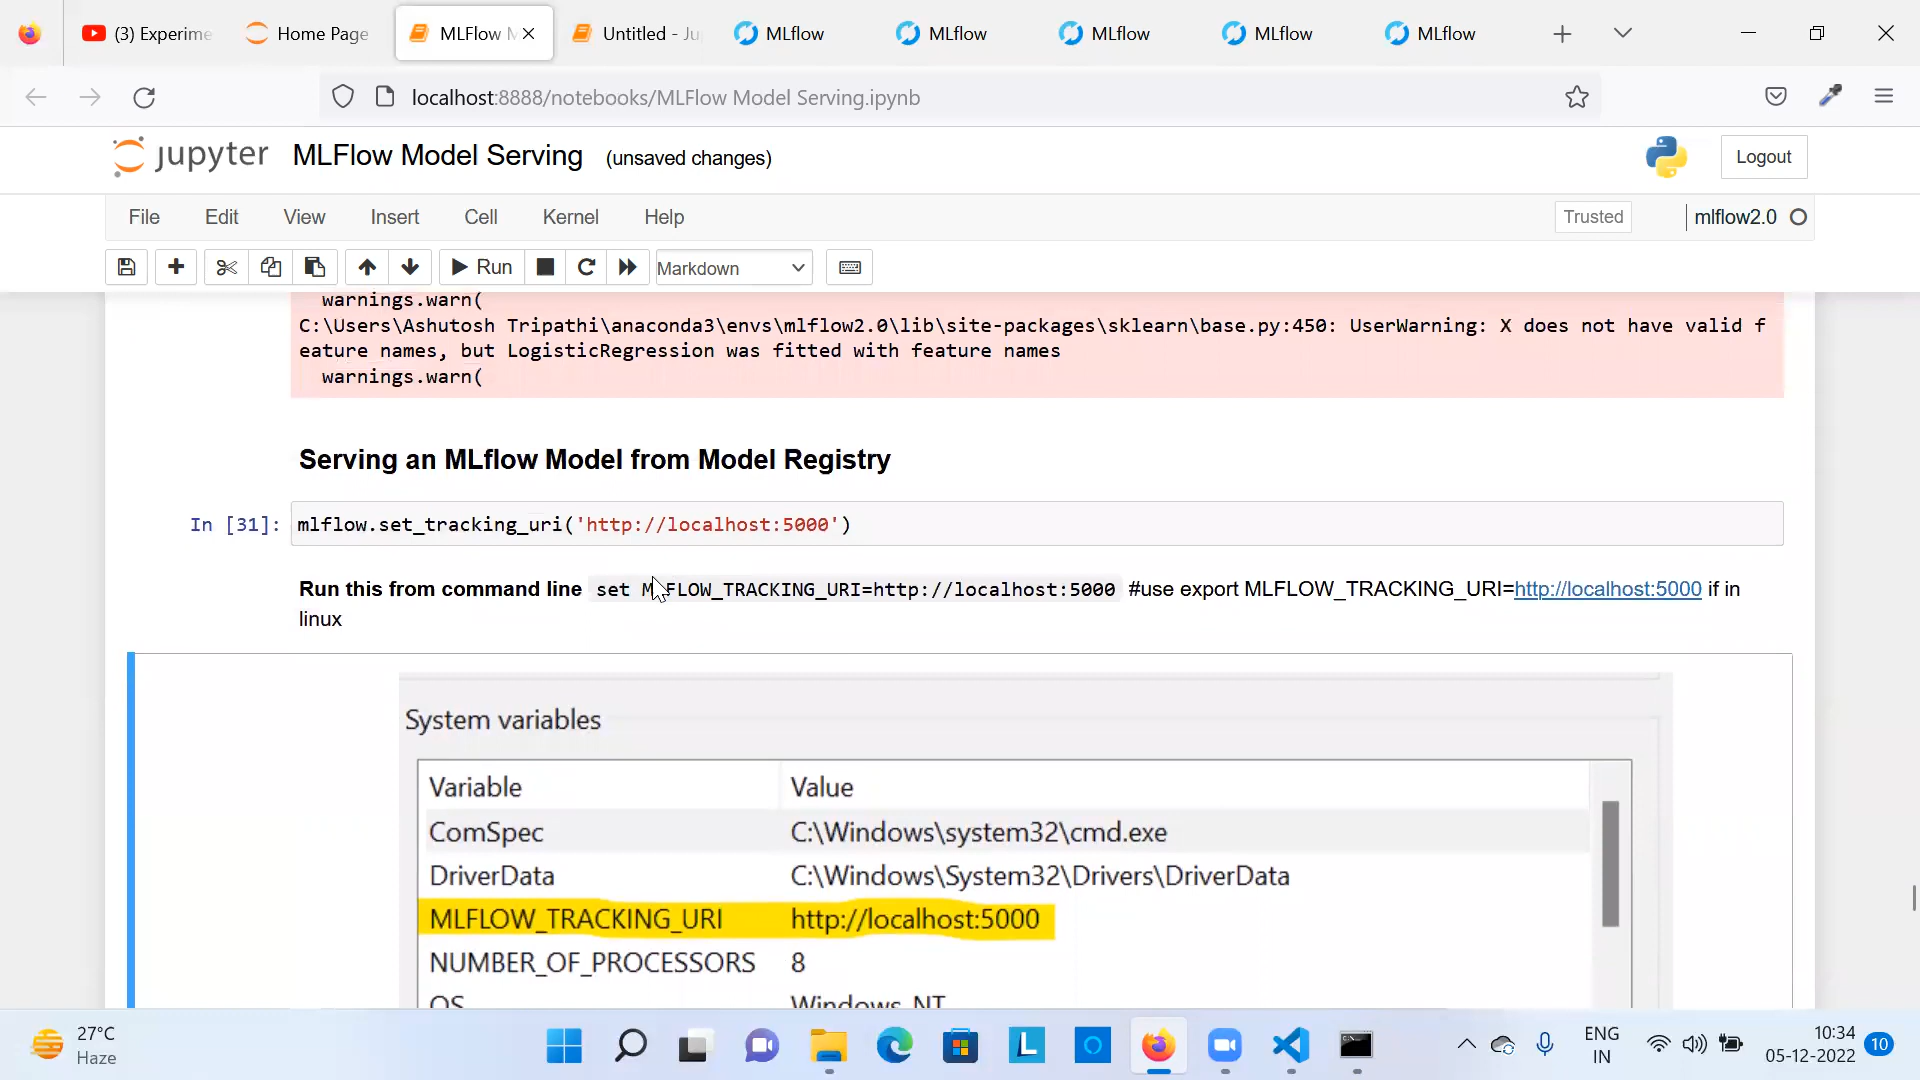 (3) Experime
Home Page
MLFlow M
Untitled - Ju
MLflow
MLflow
MLflow
MLflow
MLflow
localhost:8888/notebooks/MLFlow Model Serving.ipynb
jupyter
MLFlow Model Serving
(unsaved changes)
Logout
File
Edit
View
Insert
Cell
Kernel
Help
Trusted
mlflow2.0
Run
Markdown
warnings.warn(
C:\Users\Ashutosh Tripathi\anaconda3\envs\mlflow2.0\lib\site-packages\sklearn\base.py:450: UserWarning: X does not have valid f
eature names, but LogisticRegression was fitted with feature names
warnings.warn(
Serving an MLflow Model from Model Registry
In [31]: mlflow.set_tracking_uri('http://localhost:5000')
Run this from command line set MLFLOW_TRACKING_URI=http://localhost:5000 #use export MLFLOW_TRACKING_URI=http://localhost:5000 if in
linux
System variables
Variable Value
ComSpec C:\Windows\system32\cmd.exe
DriverData C:\Windows\System32\Drivers\DriverData
MLFLOW_TRACKING_URI http://localhost:5000
NUMBER_OF_PROCESSORS 8
OS Windows_NT
27°C
Haze
L
ENG
IN
10:34
05-12-2022
10